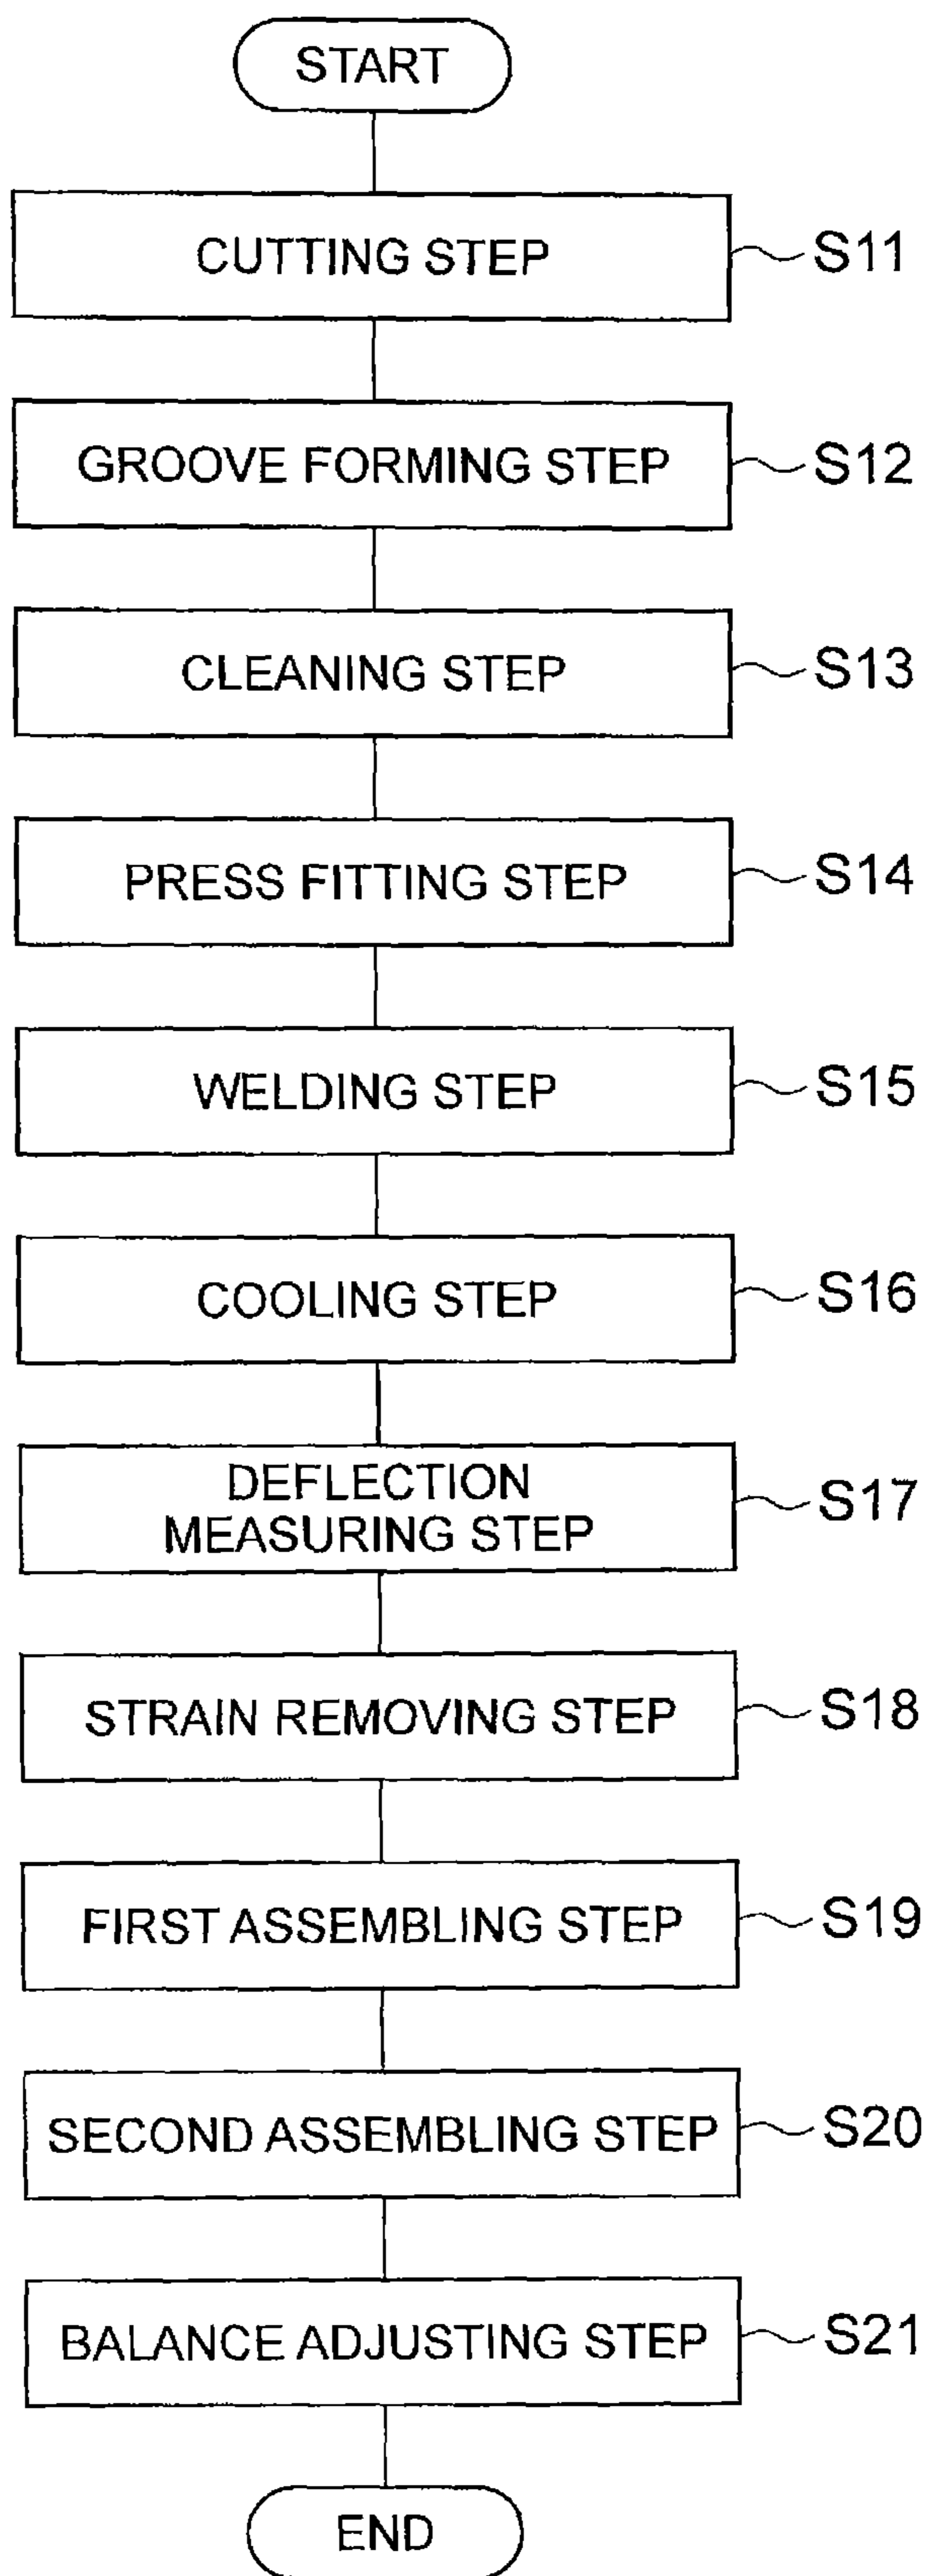 START
CUTTING STEP S11
GROOVE FORMING STEP S12
CLEANING STEP S13
PRESS FITTING STEP S14
WELDING STEP S15
COOLING STEP S16
DEFLECTION
MEASURING STEP S17
STRAIN REMOVING STEP S18
FIRST ASSEMBLING STEP S19
SECOND ASSEMBLING STEP S20
BALANCE ADJUSTING STEP S21
END